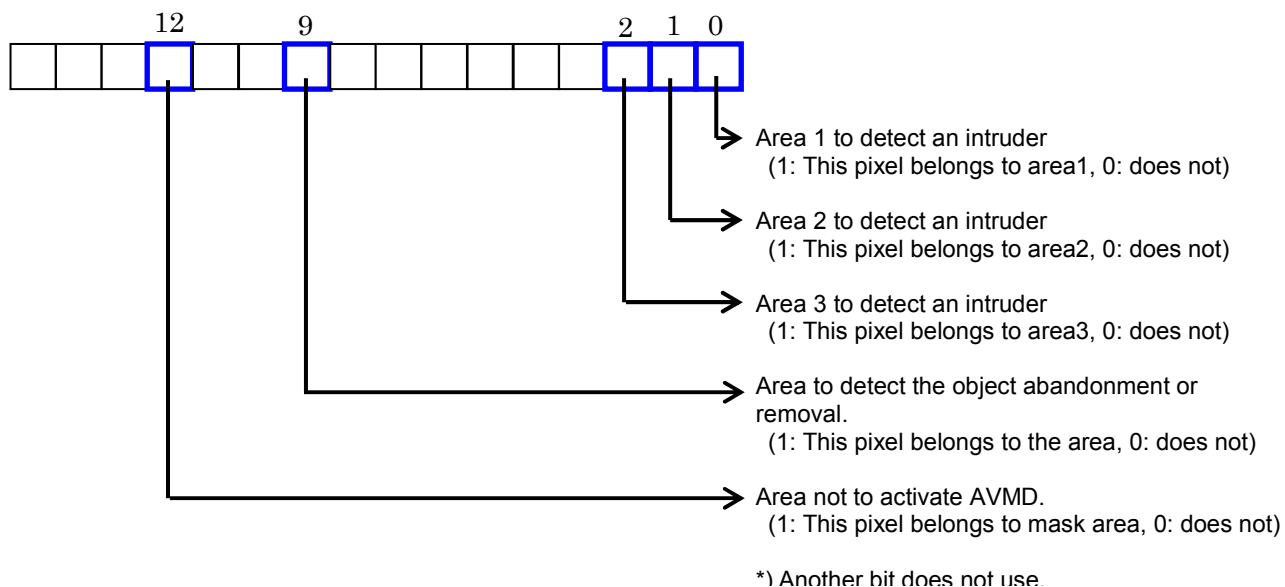 12 9 2 1 0
Area 1 to detect an intruder
(1: This pixel belongs to area1, 0: does not)
Area 2 to detect an intruder
(1: This pixel belongs to area2, 0: does not)
Area 3 to detect an intruder
(1: This pixel belongs to area3, 0: does not)
Area to detect the object abandonment or
removal.
(1: This pixel belongs to the area, 0: does not)
Area not to activate AVMD.
(1: This pixel belongs to mask area, 0: does not)
*) Another bit does not use.